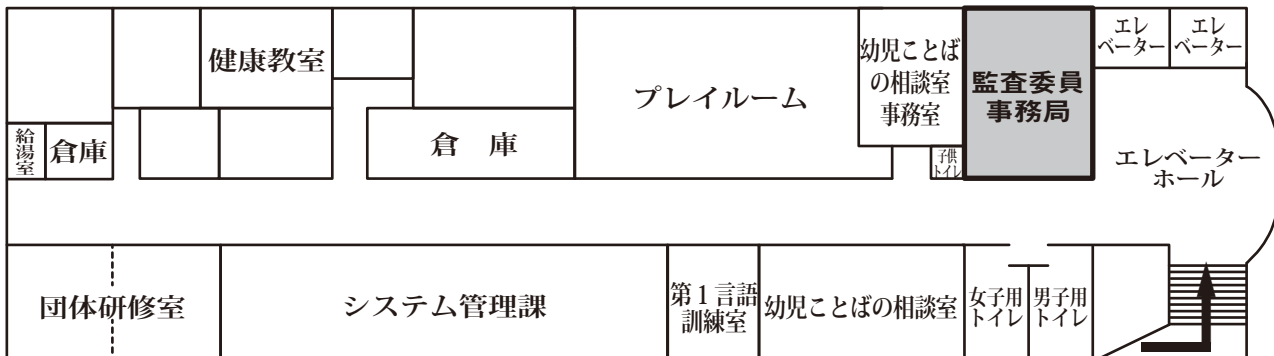 健康教室
プレイルーム
幼児ことば
の相談室
事務室
監査委員
事務局
エレ
ベーター
エレ
ベーター
給湯室
倉庫
倉　庫
子供
トイレ
エレベーター
ホール
団体研修室
システム管理課
第１言語
訓練室
幼児ことばの相談室
女子用
トイレ
男子用
トイレ